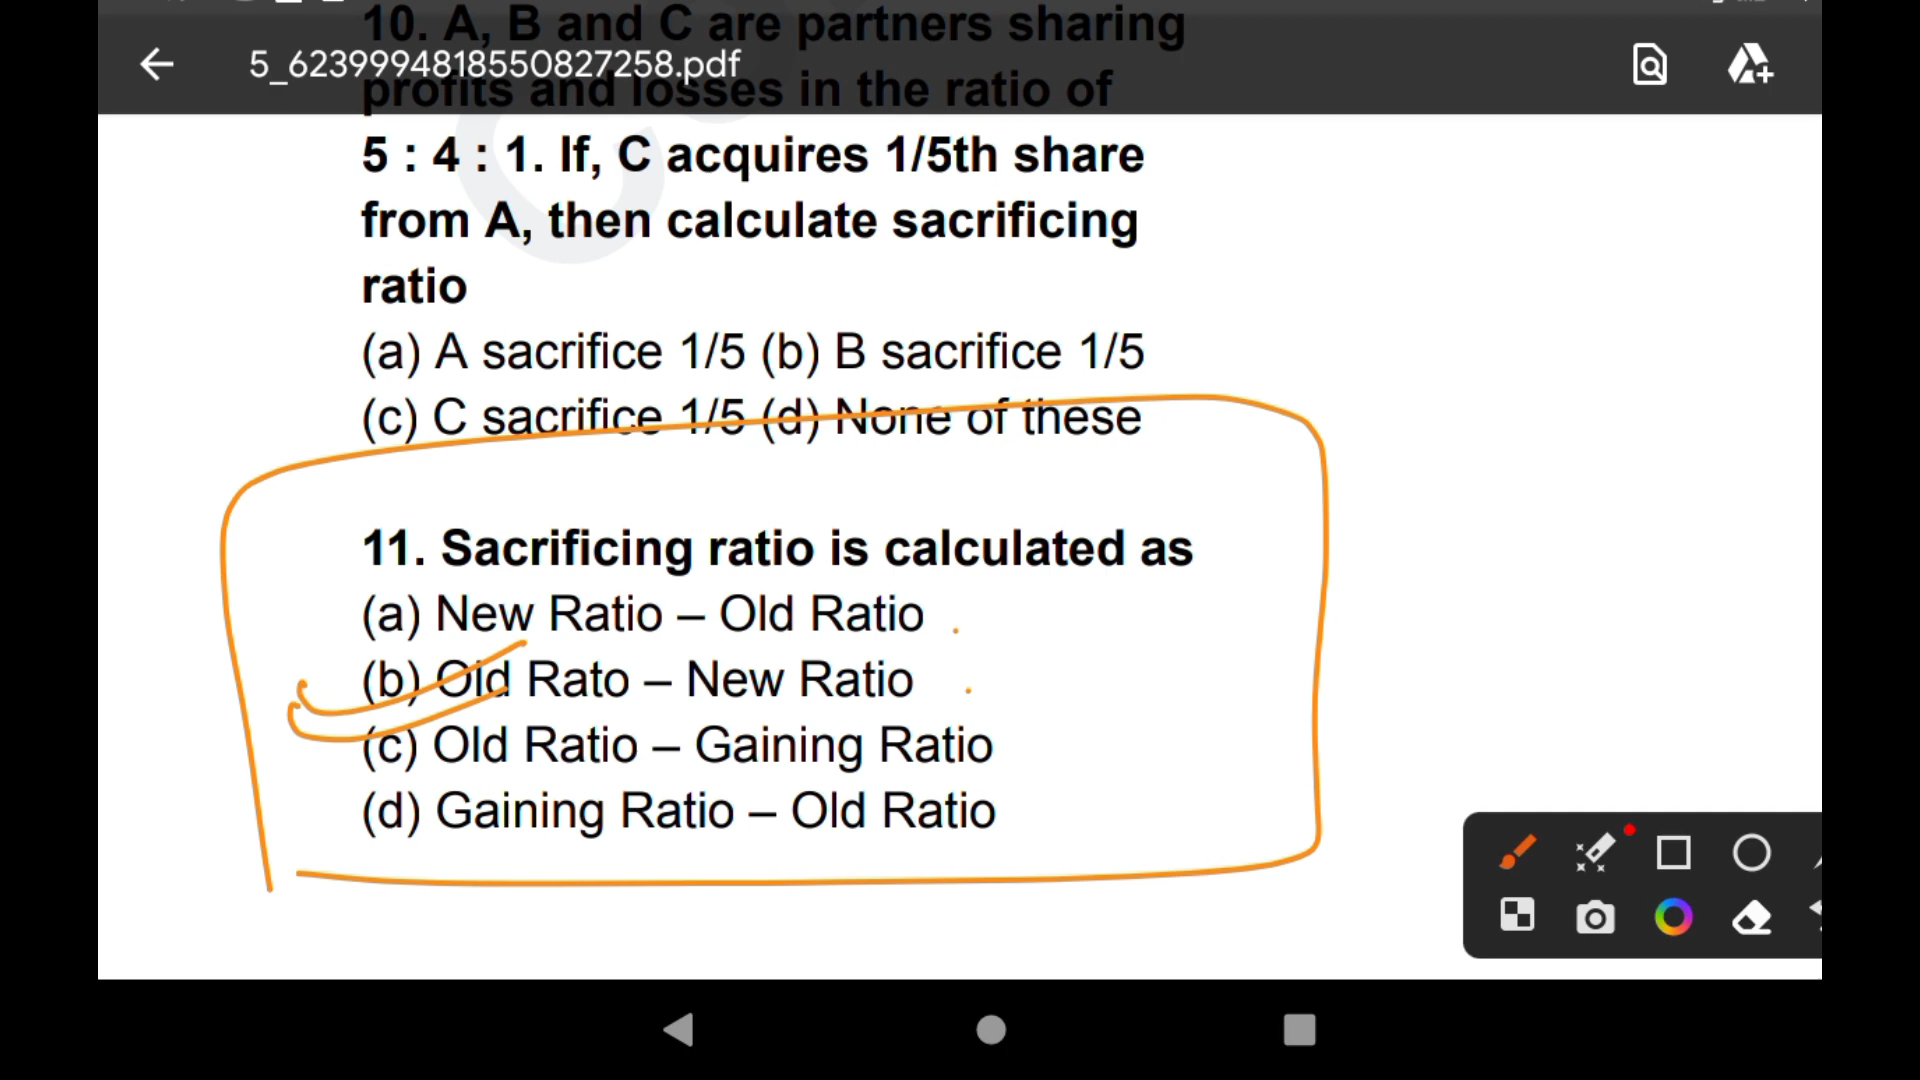 10. A, B and C are partners sharing
5_6239994818550827258.pdf
profits and losses in the ratio of
5 : 4 : 1. If, C acquires 1/5th share
from A, then calculate sacrificing
ratio
(a) A sacrifice 1/5 (b) B sacrifice 1/5
(c) C sacrifice 1/5 (d) None of these
11. Sacrificing ratio is calculated as
(a) New Ratio – Old Ratio
(b) Old Rato – New Ratio
(c) Old Ratio – Gaining Ratio
(d) Gaining Ratio – Old Ratio